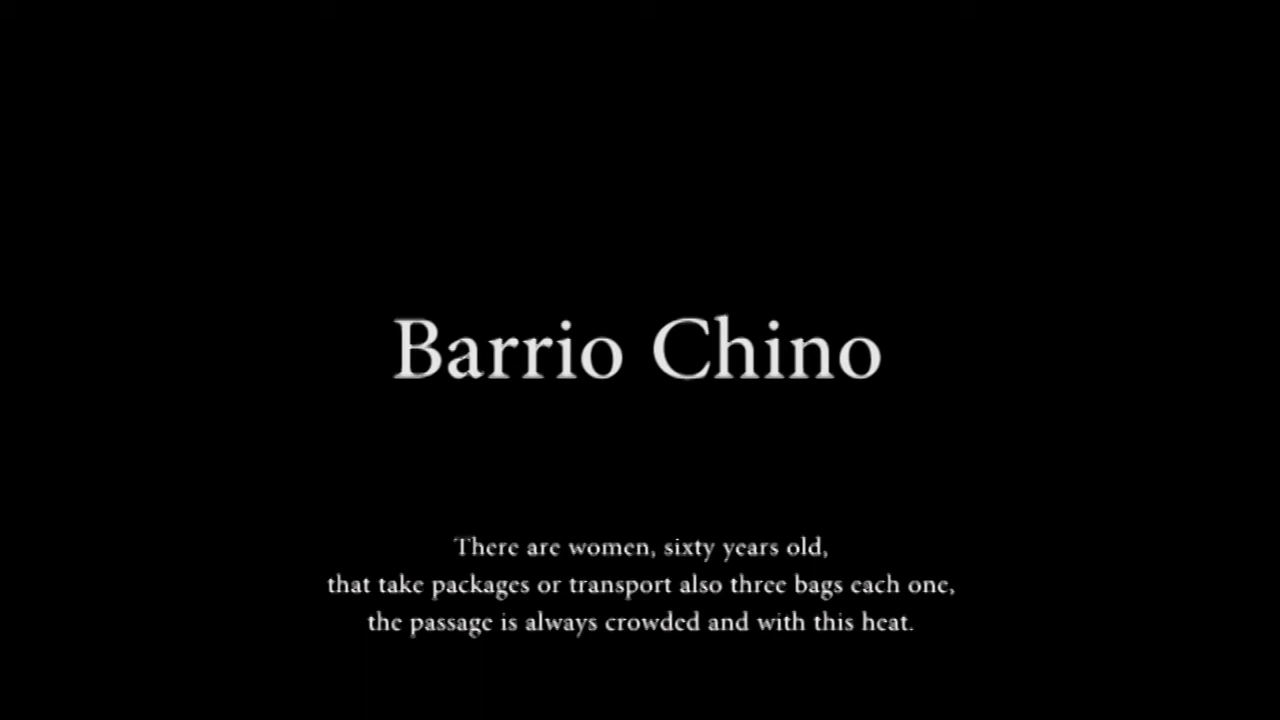 Barrio Chino
There are women, sixty years old,
that take packages or transport also three bags each one,
the passage is always crowded and with this heat.